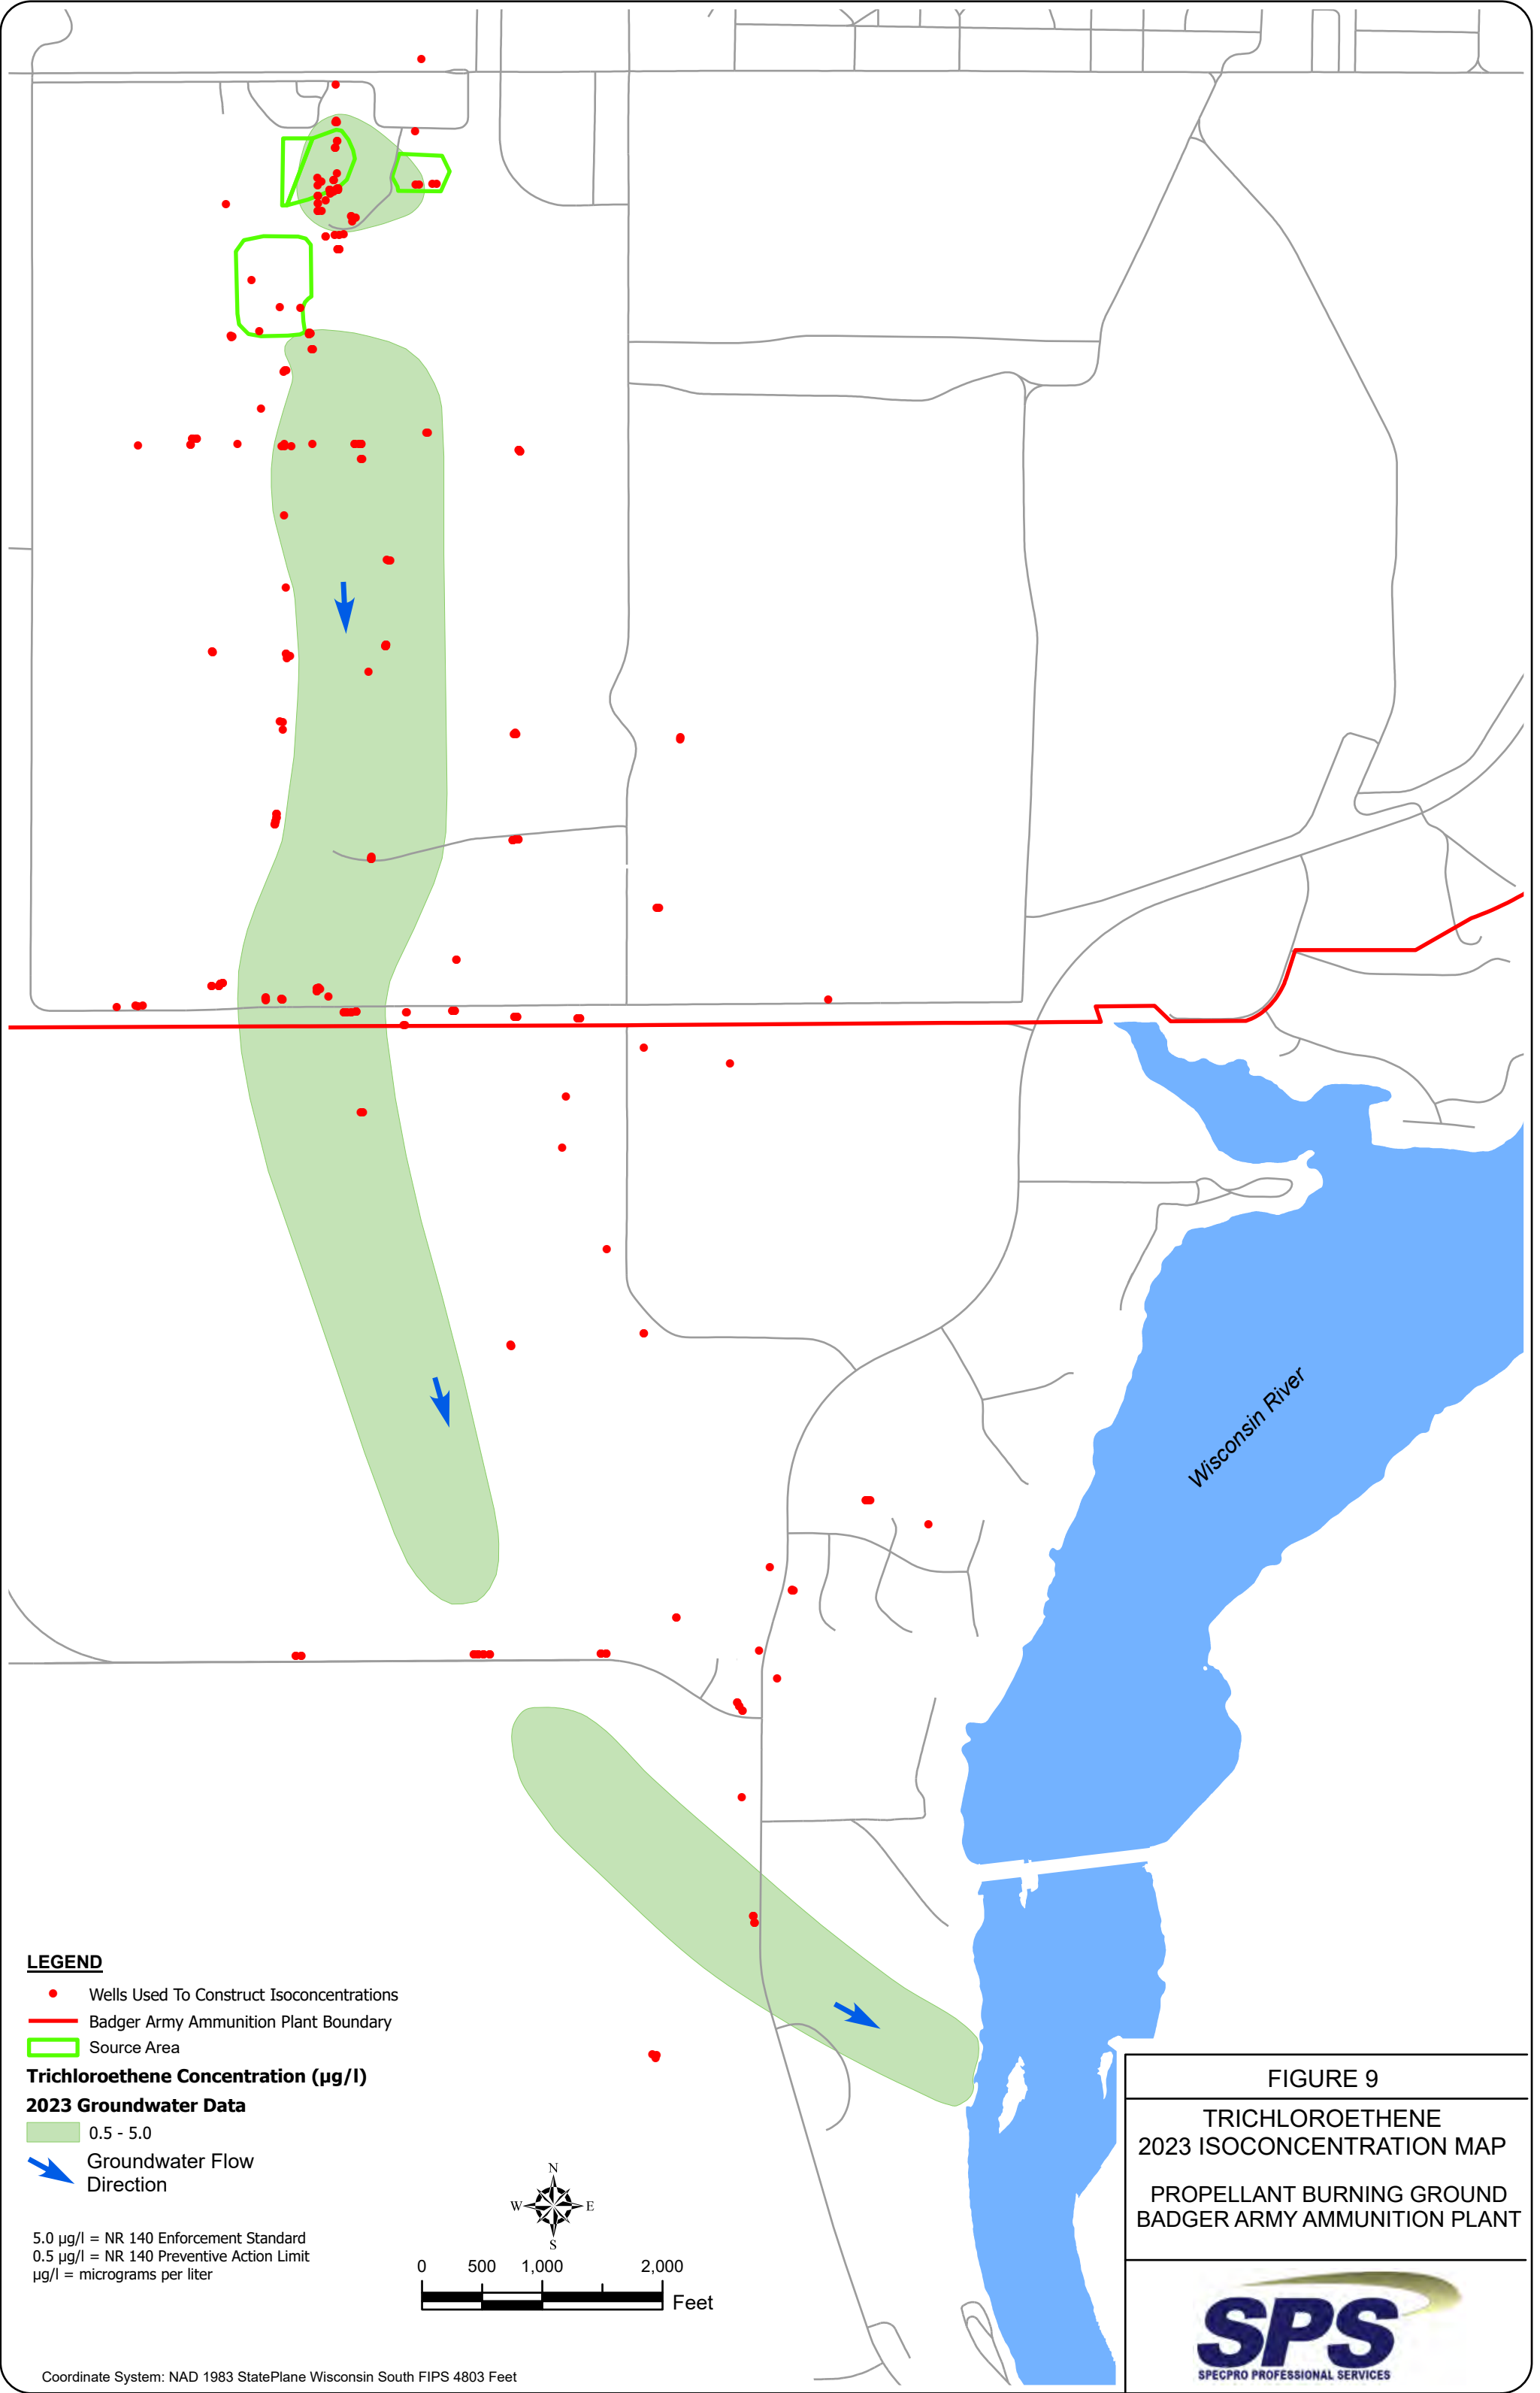 Wisconsin River
LEGEND
Wells Used To Construct Isoconcentrations
Badger Army Ammunition Plant Boundary
Source Area
Trichloroethene Concentration (µg/l)
2023 Groundwater Data
0.5 - 5.0
Groundwater Flow
Direction
5.0 µg/l = NR 140 Enforcement Standard
0.5 µg/l = NR 140 Preventive Action Limit
µg/l = micrograms per liter
N
W E
S
0 500 1,000 2,000
Feet
Coordinate System: NAD 1983 StatePlane Wisconsin South FIPS 4803 Feet
FIGURE 9
TRICHLOROETHENE
2023 ISOCONCENTRATION MAP
PROPELLANT BURNING GROUND
BADGER ARMY AMMUNITION PLANT
SPS
SPECPRO PROFESSIONAL SERVICES